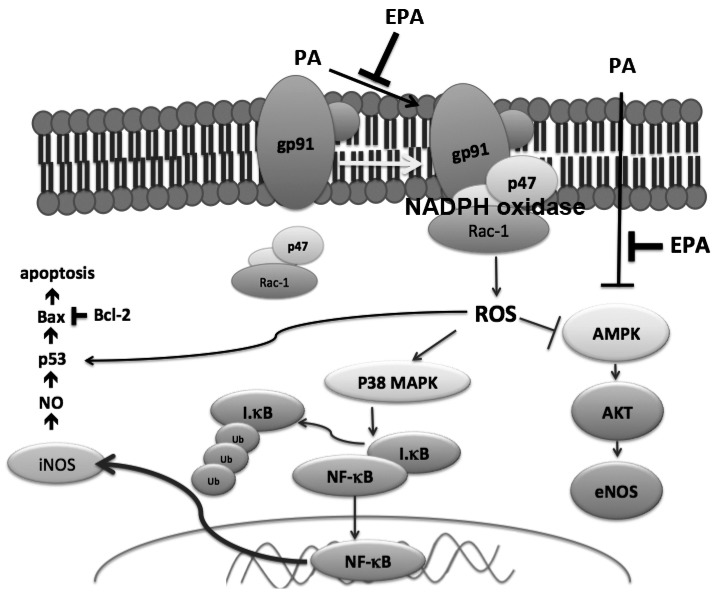 EPA
PA
PA
gp91
gp91
p47
NADPH oxidase
Rac-1
p47
Rac-1
EPA
apoptosis
Bax
Bcl-2
ROS
AMPK
p53
P38 MAPK
NO
I.κB
AKT
Ub
Ub
Ub
I.κB
iNOS
NF-κB
eNOS
NF-κB